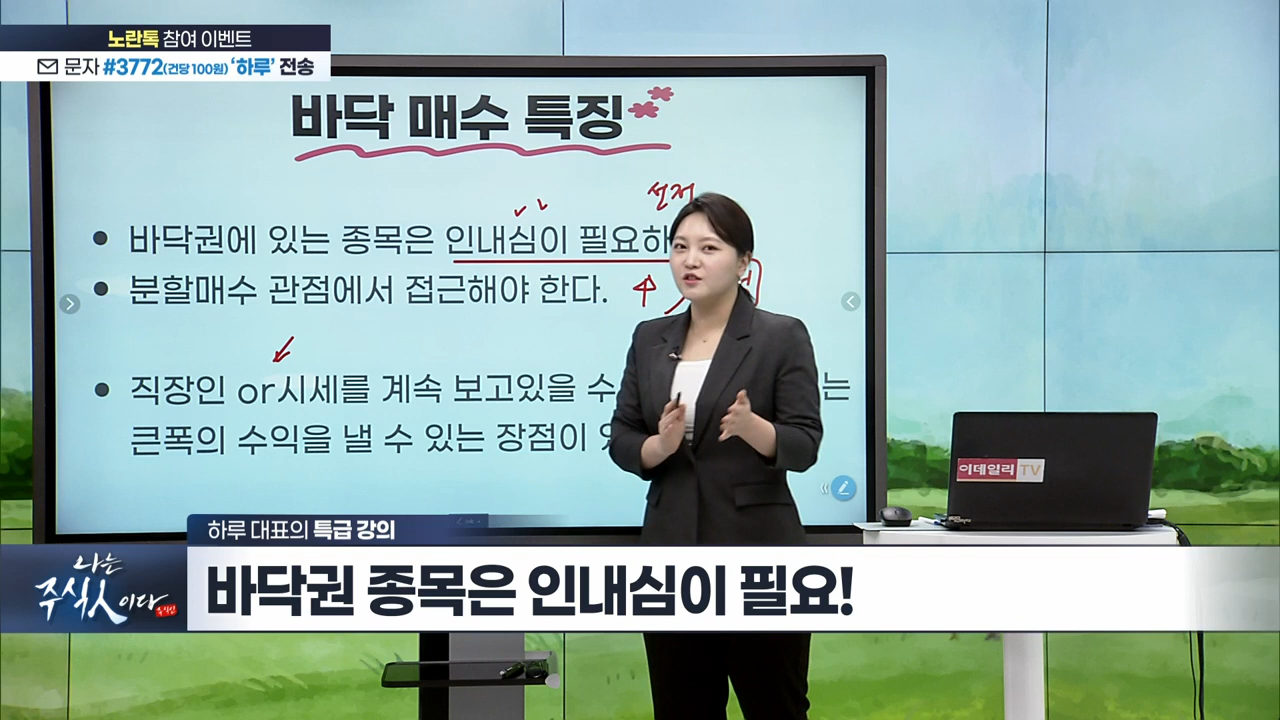 노란톡 참여 이벤트
문자 #3772(건당 100원) '하루' 전송
바닥 매수 특징
선정
바닥권에 있는 종목은 인내심이 필요하
분할매수 관점에서 접근해야 한다.
직장인 or시세를 계속 보고있을 수 는
큰폭의 수익을 낼 수 있는 장점이
이데일리 TV
하루 대표의 특급 강의
나는
주식人이다
바닥권 종목은 인내심이 필요!